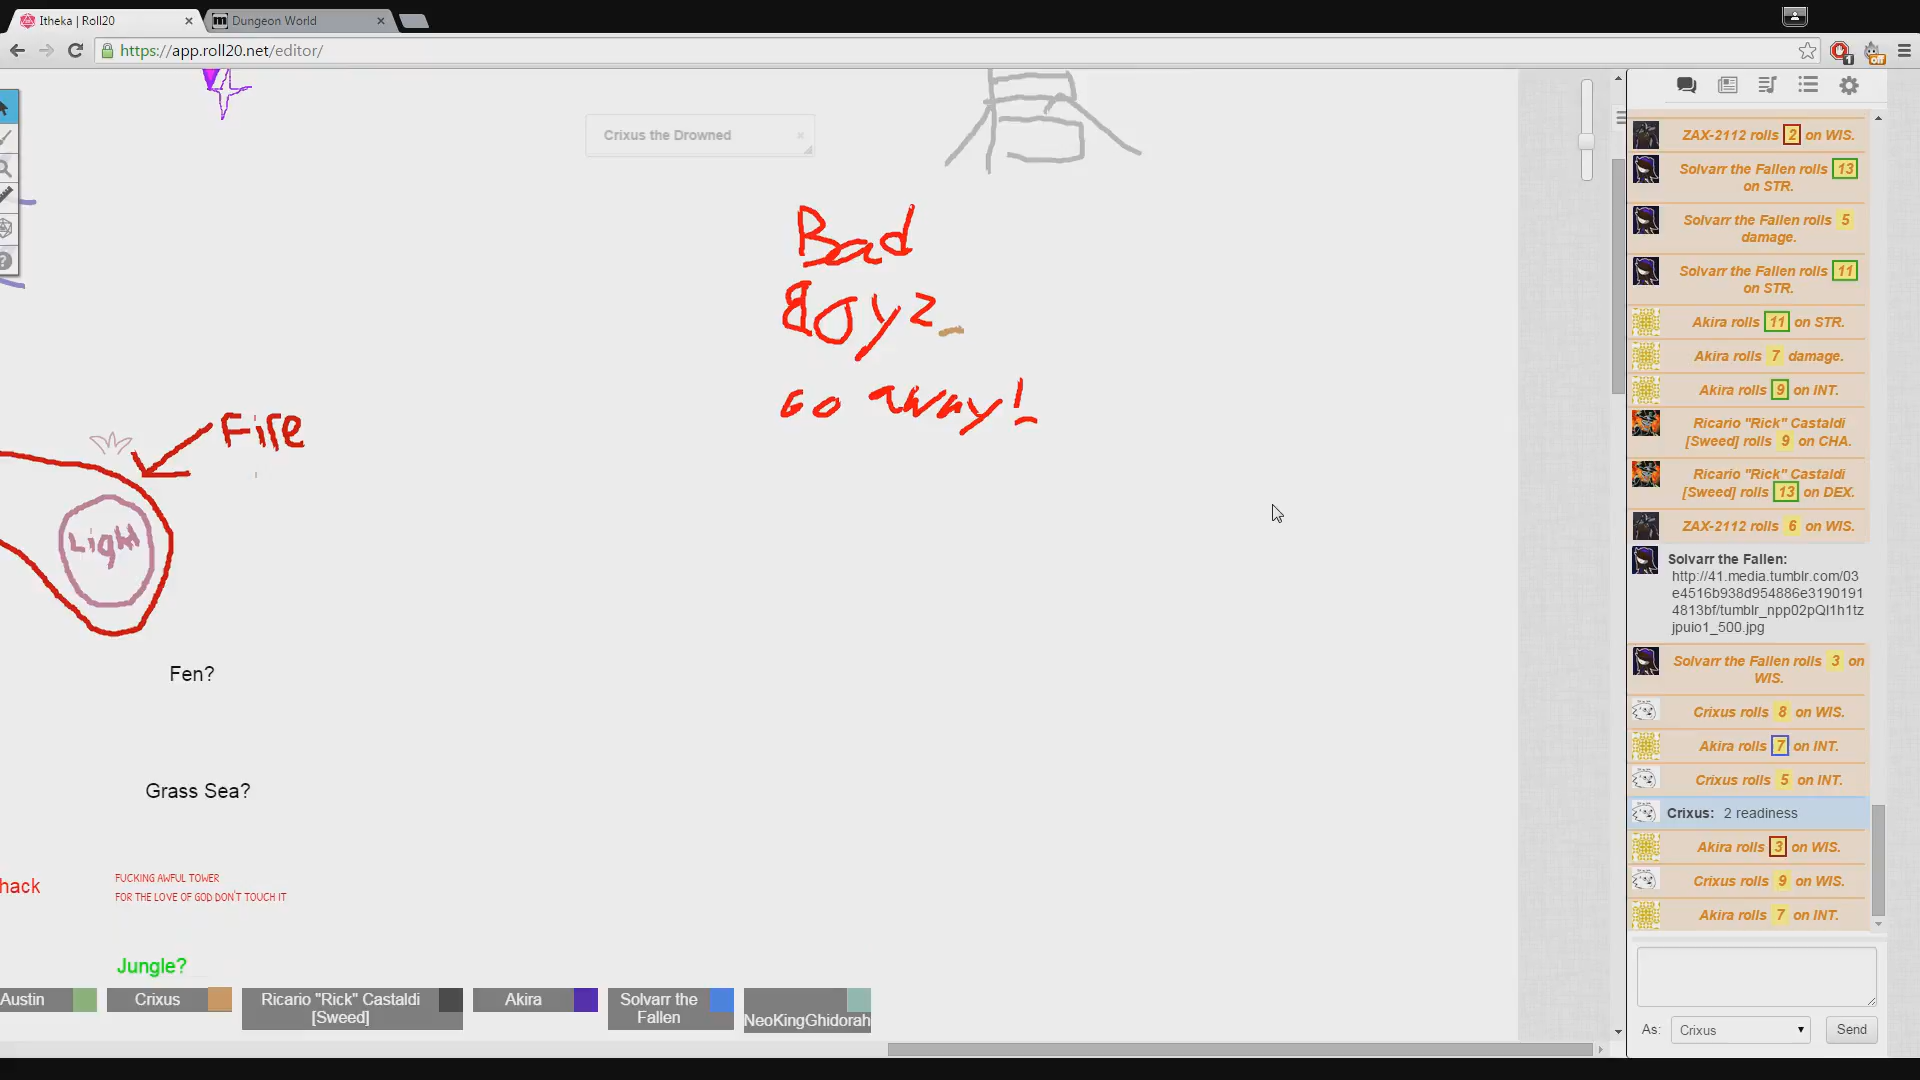 Itheka | Roll20
Dungeon World
https://app.roll20.net/editor/
Crixus the Drowned
Bad
Boyz
Go away!
Fire
Light
Fen?
Grass Sea?
hack
FUCKING AWFUL TOWER
FOR THE LOVE OF GOD DON'T TOUCH IT
Jungle?
Austin
Crixus
Ricario "Rick" Castaldi
[Sweed]
Akira
Solvarr the
Fallen
NeoKingGhidorah
ZAX-2112 rolls 2 on WIS.
Solvarr the Fallen rolls 13
on STR.
Solvarr the Fallen rolls 5
damage.
Solvarr the Fallen rolls 11
on STR.
Akira rolls 11 on STR.
Akira rolls 7 damage.
Akira rolls 9 on INT.
Ricario "Rick" Castaldi
[Sweed] rolls 9 on CHA.
Ricario "Rick" Castaldi
[Sweed] rolls 13 on DEX.
ZAX-2112 rolls 6 on WIS.
Solvarr the Fallen:
http://41.media.tumblr.com/03
e4516b938d954886e3190191
4813bf/tumblr_npp02pQl1h1tz
jpuio1_500.jpg
Solvarr the Fallen rolls 3 on
WIS.
Crixus rolls 8 on WIS.
Akira rolls 7 on INT.
Crixus rolls 5 on INT.
Crixus: 2 readiness
Akira rolls 3 on WIS.
Crixus rolls 9 on WIS.
Akira rolls 7 on INT.
As: Crixus Send